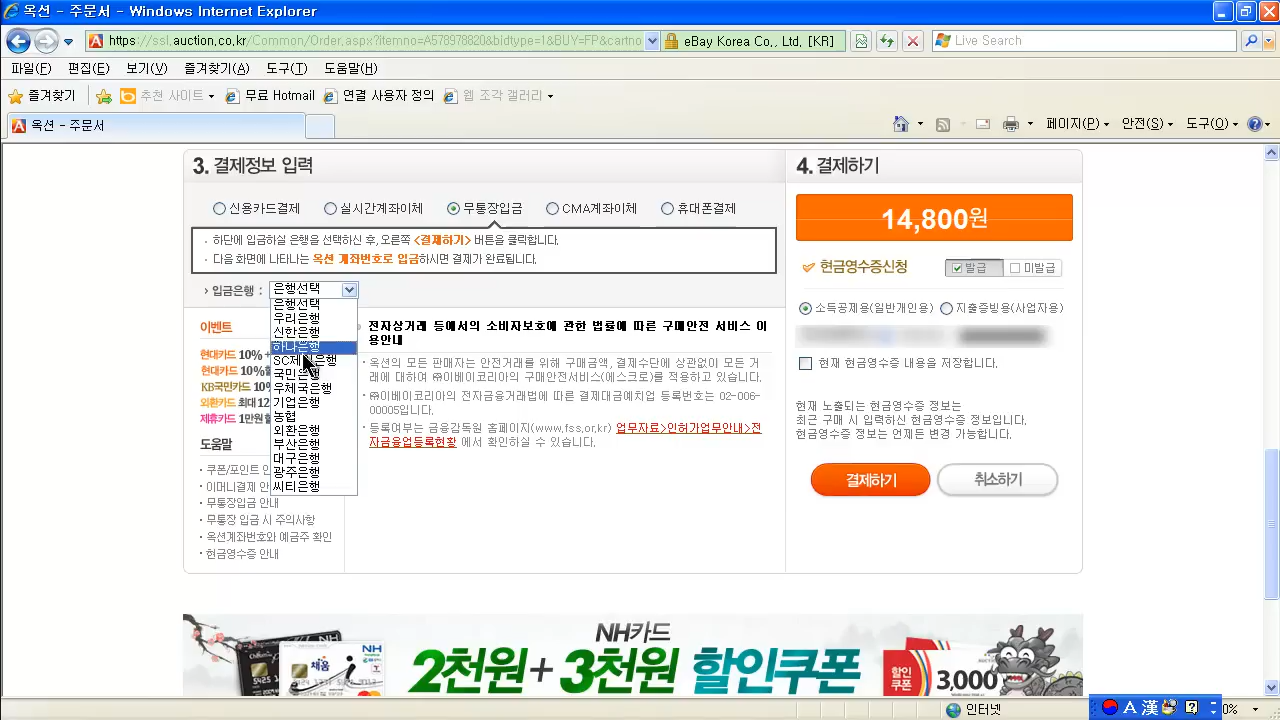 옥션 - 주문서 - Windows Internet Explorer
https://ssl.auction.co.kr/Common/Order.aspx?itemno=A578978820&bidtype=1&BUY=FP&cartno
eBay Korea Co., Ltd, [KR]
Live Search
파일(F) 편집(E) 보기(V) 즐겨찾기(A) 도구(T) 도움말(H)
즐겨찾기 추천 사이트 무료 Hotmail 연결 사용자 정의 웹 조각 갤러리
옥션 - 주문서
페이지(P) 안전(S) 도구(O)
3. 결제정보 입력
신용카드결제 실시간계좌이체 무통장입금 CMA계좌이체 휴대폰결제
· 하단에 입금하실 은행을 선택하신 후, 오른쪽 <결제하기> 버튼을 클릭합니다.
· 다음 화면에 나타나는 옥션 계좌번호로 입금하시면 결제가 완료됩니다.
› 입금은행 : 은행선택
은행선택
우리은행
신한은행
하나은행
국민은행
우체국은행
기업은행
농협
외환은행
부산은행
대구은행
광주은행
씨티은행
이벤트
현대카드 10% +
현대카드 10%
KB국민카드 10%
외환카드 최대 12
제휴카드 1만원
도움말
· 쿠폰/포인트
· 이머니결제 안
· 무통장입금 안내
· 무통장 입금 시 주의사항
· 옥션계좌번호와 예금주 확인
· 현금영수증 안내
전자상거래 등에서의 소비자보호에 관한 법률에 따른 구매안전 서비스 이
용안내
· 옥션의 모든 판매자는 안전거래를 위해 구매금액, 결제수단에 상관없이 모든 거
래에 대하여 ㈜이베이코리아의 구매안전서비스(에스크로)를 적용하고 있습니다.
· ㈜이베이코리아의 전자금융거래법에 따른 결제대금예치업 등록번호는 02-006-
00005입니다.
· 등록여부는 금융감독원 홈페이지(www.fss.or.kr) 업무자료>인허가업무안내>전
자금융업등록현황 에서 확인하실 수 있습니다.
4. 결제하기
14,800원
현금영수증신청 발급 미발급
소득공제용(일반개인용) 지출증빙용(사업자용)
현재 현금영수증 내용을 저장합니다.
현재 노출되는 현금영수증 정보는
최근 구매 시 입력하신 현금영수증 정보입니다.
현금영수증 정보는 언제든 변경 가능합니다.
결제하기 취소하기
NH카드
2천원+3천원 할인쿠폰
할인
쿠폰
3,000
채움
NH
인터넷
A 漢
0%